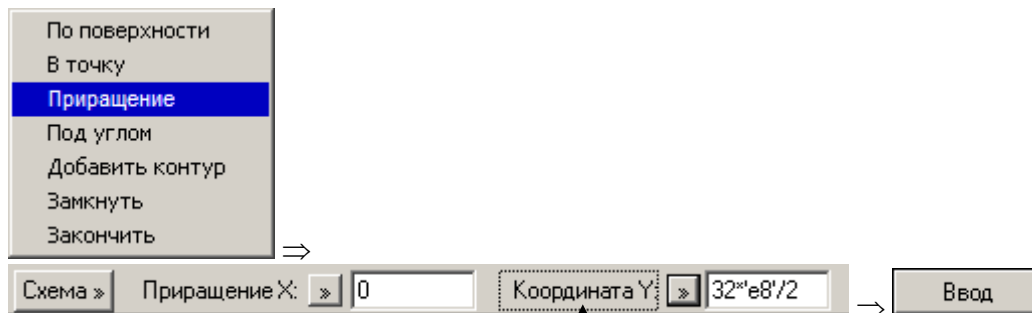 По поверхности
В точку
Приращение
Под углом
Добавить контур
Замкнуть
Закончить
⇒
Схема » Приращение X: » 0 Координата Y: » 32*'e8'/2 → Ввод